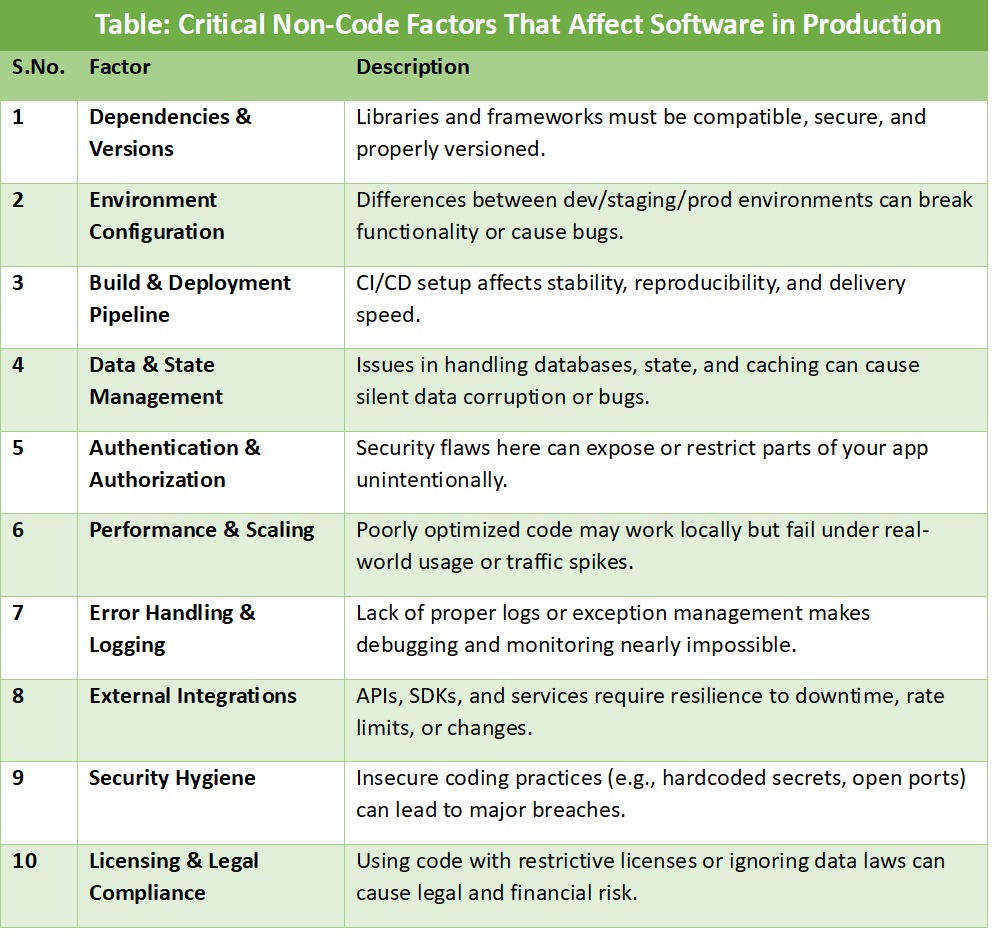 Table: Critical Non-Code Factors That Affect Software in Production
S.No. Factor Description
1 Dependencies & Libraries and frameworks must be compatible, secure, and
Versions properly versioned.
2 Environment Differences between dev/staging/prod environments can break
Configuration functionality or cause bugs.
3 Build & Deployment CI/CD setup affects stability, reproducibility, and delivery
Pipeline speed.
4 Data & State Issues in handling databases, state, and caching can cause
Management silent data corruption or bugs.
5 Authentication & Security flaws here can expose or restrict parts of your app
Authorization unintentionally.
6 Performance & Scaling Poorly optimized code may work locally but fail under real-
world usage or traffic spikes.
7 Error Handling & Lack of proper logs or exception management makes
Logging debugging and monitoring nearly impossible.
8 External Integrations APIs, SDKs, and services require resilience to downtime, rate
limits, or changes.
9 Security Hygiene Insecure coding practices (e.g., hardcoded secrets, open ports)
can lead to major breaches.
10 Licensing & Legal Using code with restrictive licenses or ignoring data laws can
Compliance cause legal and financial risk.